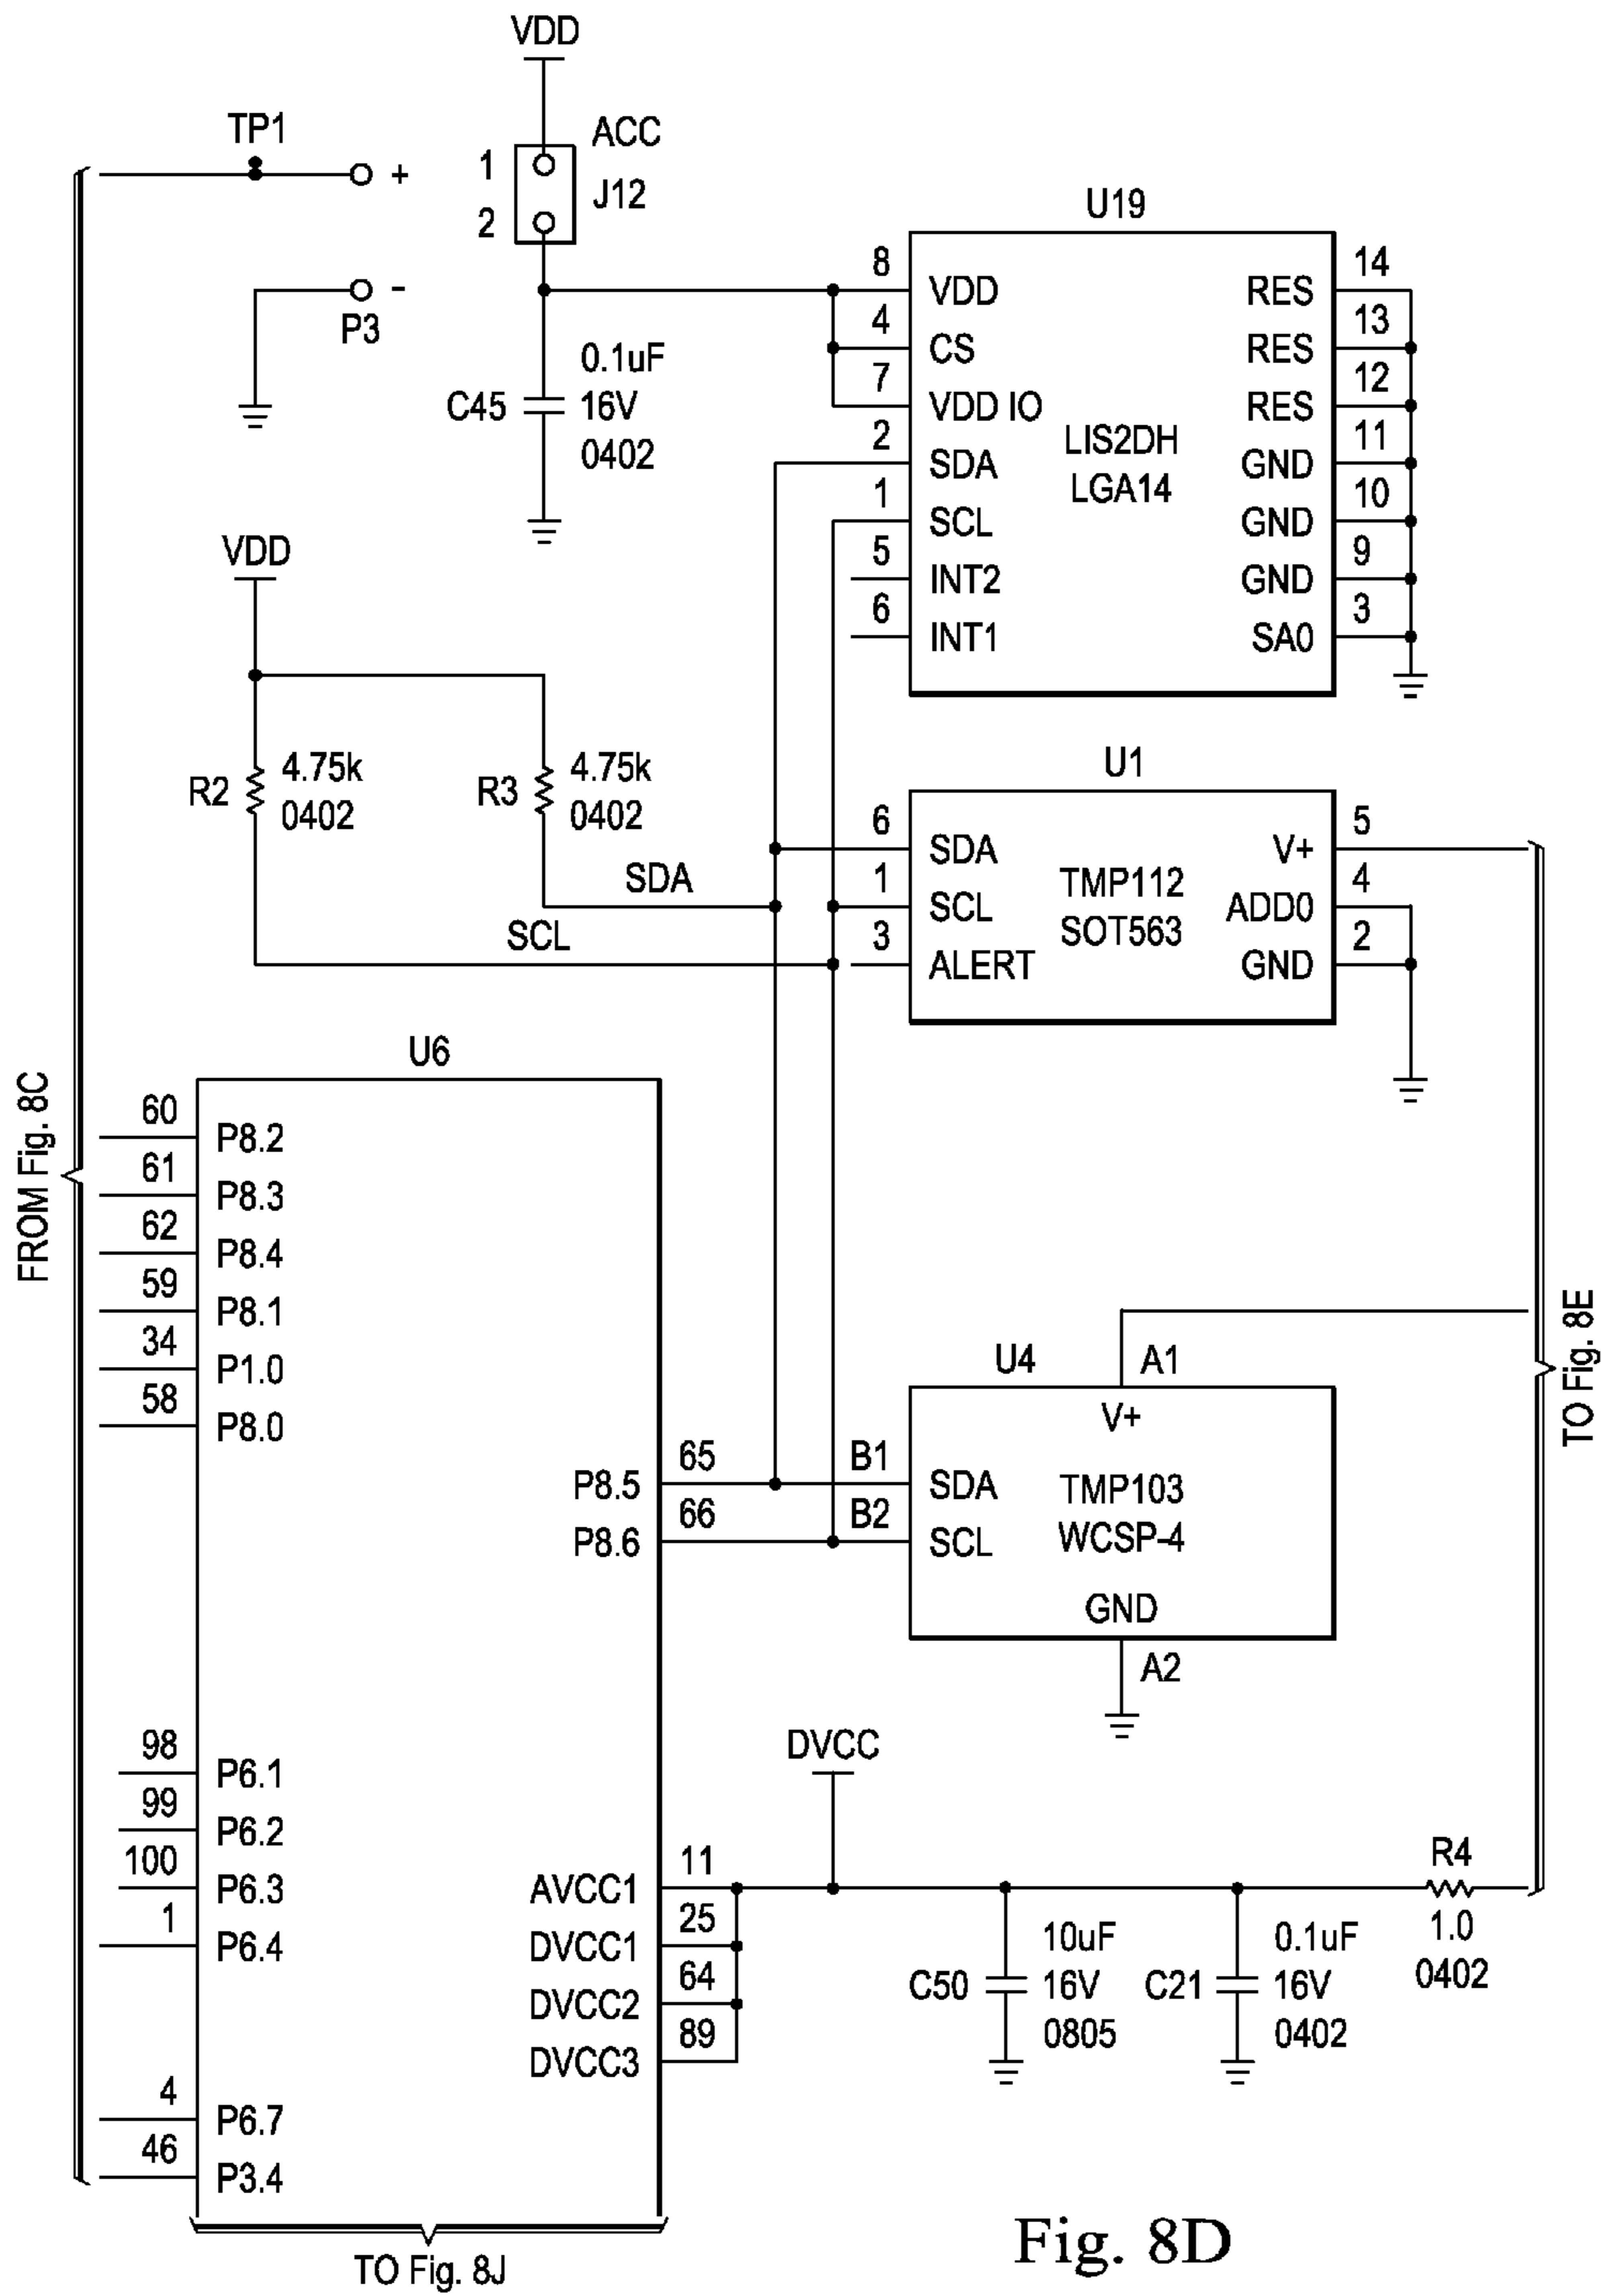 VDD
TP1
+
1
2
ACC
J12
-
P3
0.1uF
C45
16V
0402
U19
8
VDD
4
CS
7
VDD IO
2
SDA
1
SCL
5
INT2
6
INT1
LIS2DH
LGA14
14
RES
13
RES
12
RES
11
GND
10
GND
9
GND
3
SA0
VDD
R2
4.75k
0402
R3
4.75k
0402
SDA
SCL
U1
6
SDA
1
SCL
3
ALERT
TMP112
SOT563
5
V+
4
ADD0
2
GND
FROM Fig. 8C
U6
60
P8.2
61
P8.3
62
P8.4
59
P8.1
34
P1.0
58
P8.0
65
P8.5
66
P8.6
U4
A1
V+
B1
SDA
B2
SCL
TMP103
WCSP-4
GND
A2
TO Fig. 8E
98
P6.1
99
P6.2
100
P6.3
1
P6.4
4
P6.7
46
P3.4
DVCC
11
AVCC1
25
DVCC1
64
DVCC2
89
DVCC3
10uF
C50
16V
0805
0.1uF
C21
16V
0402
R4
1.0
0402
TO Fig. 8J
Fig. 8D